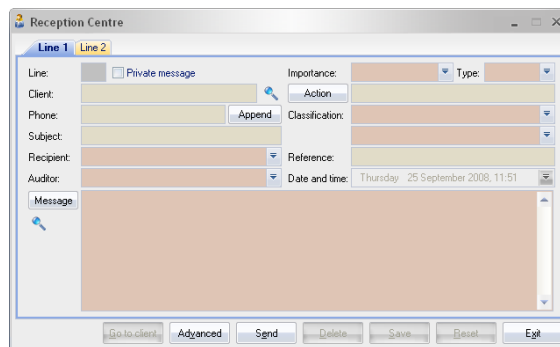 Reception Centre
Line 1 Line 2
Line: Private message Importance: Type:
Client: Action
Phone: Append Classification:
Subject:
Recipient: Reference:
Auditor: Date and time: Thursday 25 September 2008, 11:51
Message
Go to client Advanced Send Delete Save Reset Exit